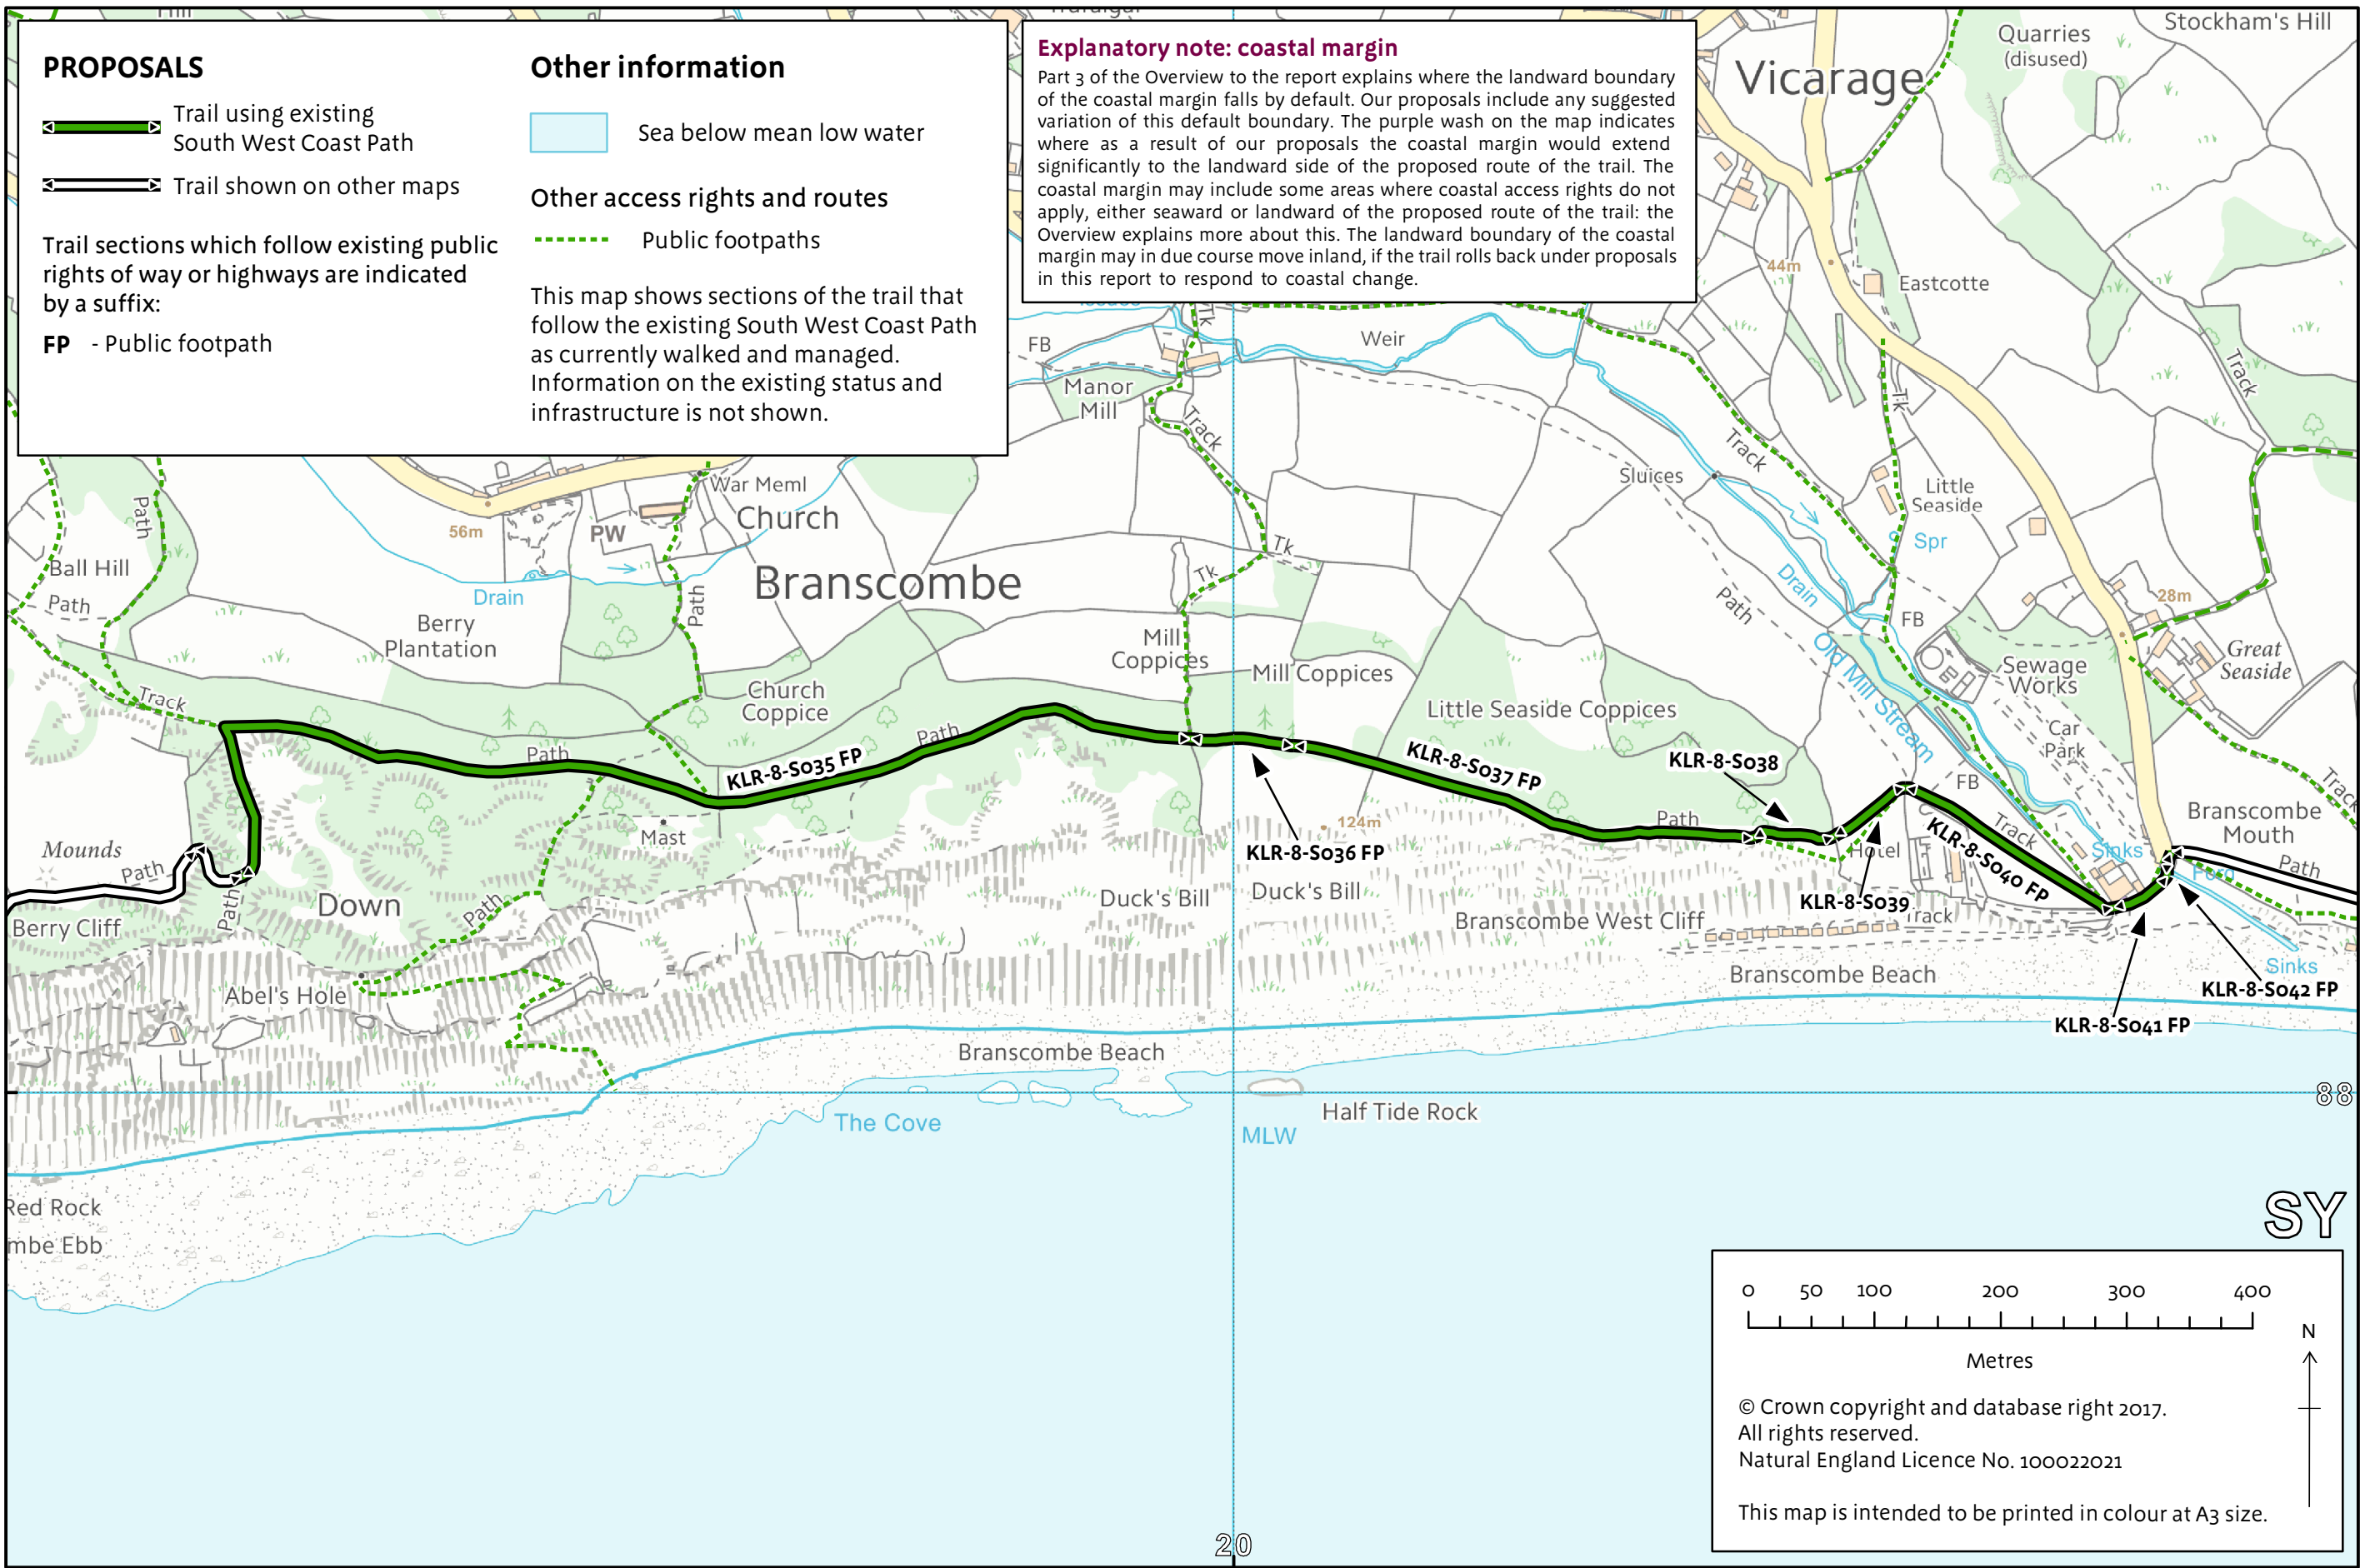 PROPOSALS
Trail using existing
South West Coast Path
Trail shown on other maps
Trail sections which follow existing public
rights of way or highways are indicated
by a suffix:
FP - Public footpath
Other information
Sea below mean low water
Other access rights and routes
Public footpaths
This map shows sections of the trail that
follow the existing South West Coast Path
as currently walked and managed.
Information on the existing status and
infrastructure is not shown.
Explanatory note: coastal margin
Part 3 of the Overview to the report explains where the landward boundary
of the coastal margin falls by default. Our proposals include any suggested
variation of this default boundary. The purple wash on the map indicates
where as a result of our proposals the coastal margin would extend
significantly to the landward side of the proposed route of the trail. The
coastal margin may include some areas where coastal access rights do not
apply, either seaward or landward of the proposed route of the trail: the
Overview explains more about this. The landward boundary of the coastal
margin may in due course move inland, if the trail rolls back under proposals
in this report to respond to coastal change.
Vicarage
Quarries
(disused)
Stockham's Hill
44m
Eastcotte
Track
Tk
FB
Weir
Manor
Mill
Track
Tk
Track
Sluices
Little
Seaside
Spr
Path
War Meml
Church
56m
PW
Drain
Ball Hill
Path
Branscombe
Path
Berry
Plantation
Tk
Tk
Drain
Path
FB
28m
Mill
Coppices
Mill Coppices
Old Mill Stream
Sewage
Works
Great
Seaside
Track
Church
Coppice
Little Seaside Coppices
Car
Park
Path
Path
KLR-8-S035 FP
KLR-8-S037 FP
KLR-8-S038
FB
Track
Branscombe
Mouth
Mast
124m
Path
Track
Mounds
Path
KLR-8-S036 FP
Hotel
KLR-8-S040 FP
Sinks
Path
Ford
Down
Path
Path
Duck's Bill
Duck's Bill
KLR-8-S039
Track
Berry Cliff
Branscombe West Cliff
Sinks
Abel's Hole
Branscombe Beach
KLR-8-S042 FP
KLR-8-S041 FP
Branscombe Beach
88
The Cove
MLW
Half Tide Rock
Red Rock
mbe Ebb
SY
0 50 100 200 300 400
Metres
N
© Crown copyright and database right 2017.
All rights reserved.
Natural England Licence No. 100022021
This map is intended to be printed in colour at A3 size.
20